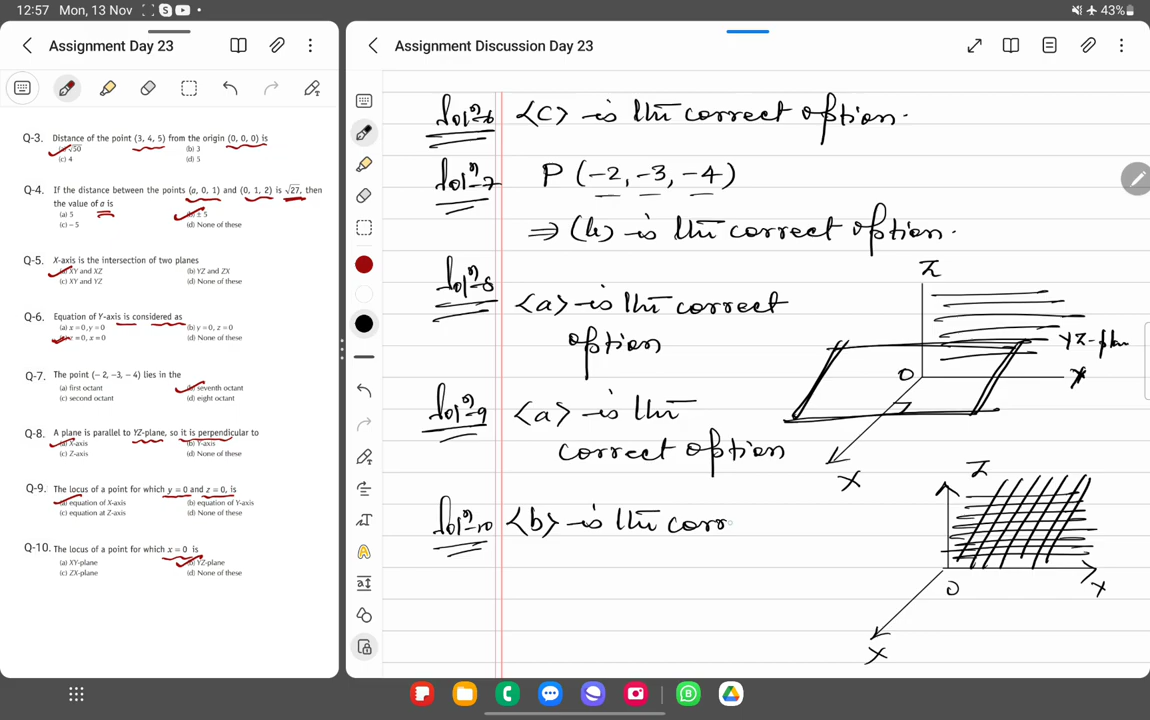 12:57 Mon, 13 Nov
43%
Assignment Day 23
Q-3. Distance of the point (3, 4, 5) from the origin (0, 0, 0) is
√50 (b) 3
(c) 4 (d) 5
Q-4. If the distance between the points (a, 0, 1) and (0, 1, 2) is √27, then
the value of a is
(a) 5 ± 5
(c) – 5 (d) None of these
Q-5. X-axis is the intersection of two planes
(a) XY and XZ (b) YZ and ZX
(c) XY and YZ (d) None of these
Q-6. Equation of Y-axis is considered as
(a) x = 0, y = 0 (b) y = 0, z = 0
z = 0, x = 0 (d) None of these
Q-7. The point (– 2, –3, –4) lies in the
(a) first octant (b) seventh octant
(c) second octant (d) eight octant
Q-8. A plane is parallel to YZ-plane, so it is perpendicular to
(a) X-axis (b) Y-axis
(c) Z-axis (d) None of these
Q-9. The locus of a point for which y = 0 and z = 0, is
(a) equation of X-axis (b) equation of Y-axis
(c) equation at Z-axis (d) None of these
Q-10. The locus of a point for which x = 0 is
(a) XY-plane (b) YZ-plane
(c) ZX-plane (d) None of these
Assignment Discussion Day 23
Solⁿ-6 <c> is the correct option.
Solⁿ-7 P (-2, -3, -4)
⇒ (b) is the correct option.
Solⁿ-8 <a> is the correct
option
Z
YZ-plan
O
X
Solⁿ-9 <a> is the
correct option
Solⁿ-10 <b> is the corr
Z
O
Y
X